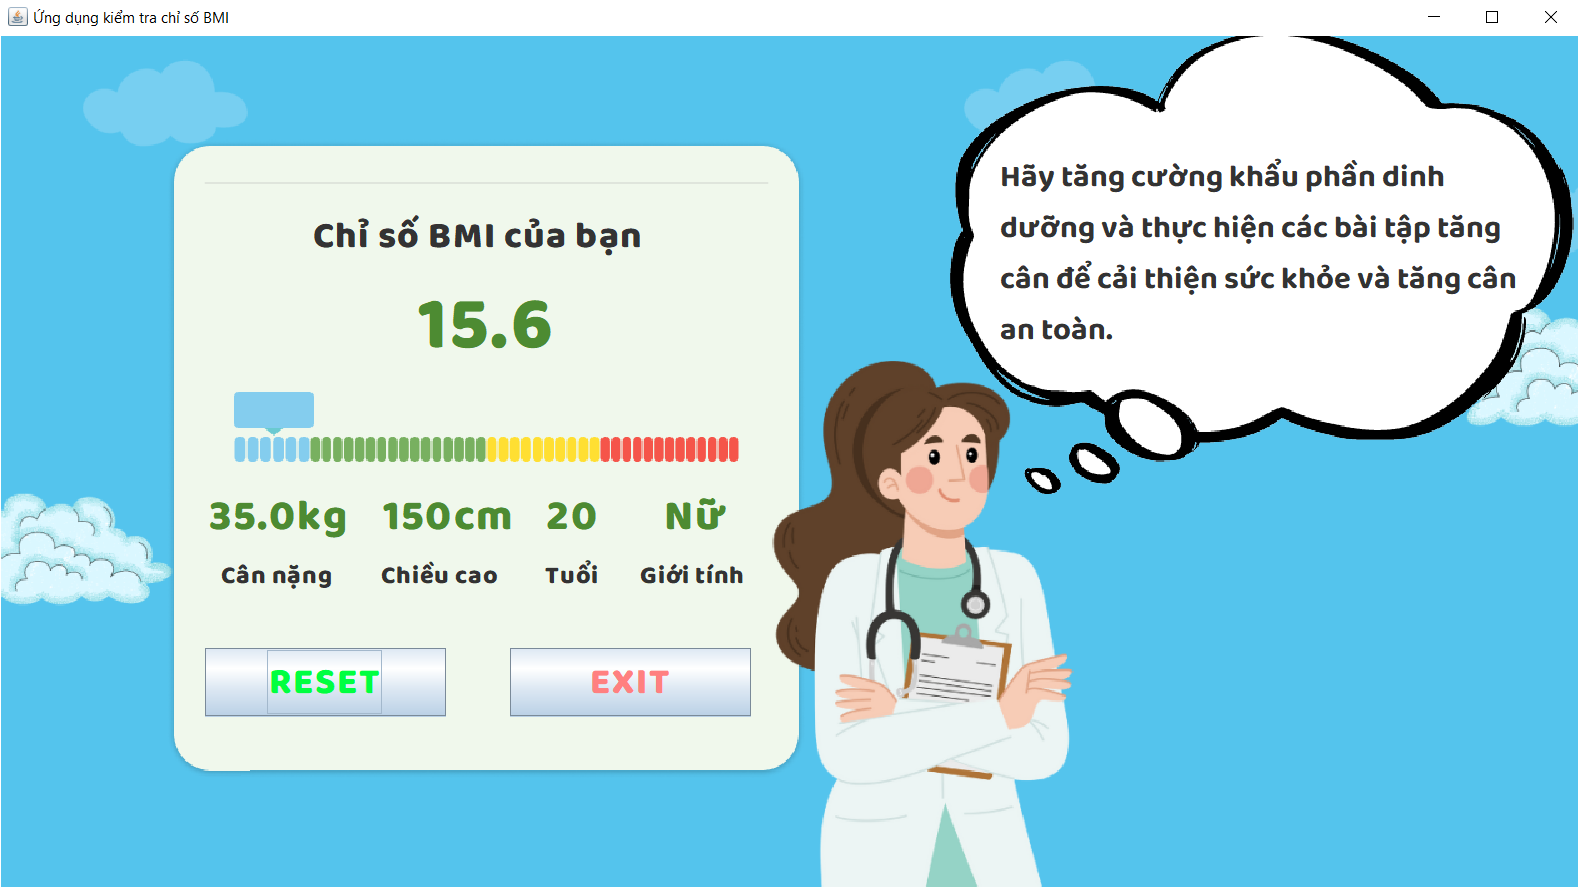 Ứng dụng kiểm tra chỉ số BMI
Chỉ số BMI của bạn
15.6
35.0kg 150cm 20 Nữ
Cân nặng Chiều cao Tuổi Giới tính
RESET EXIT
Hãy tăng cường khẩu phần dinh
dưỡng và thực hiện các bài tập tăng
cân để cải thiện sức khỏe và tăng cân
an toàn.